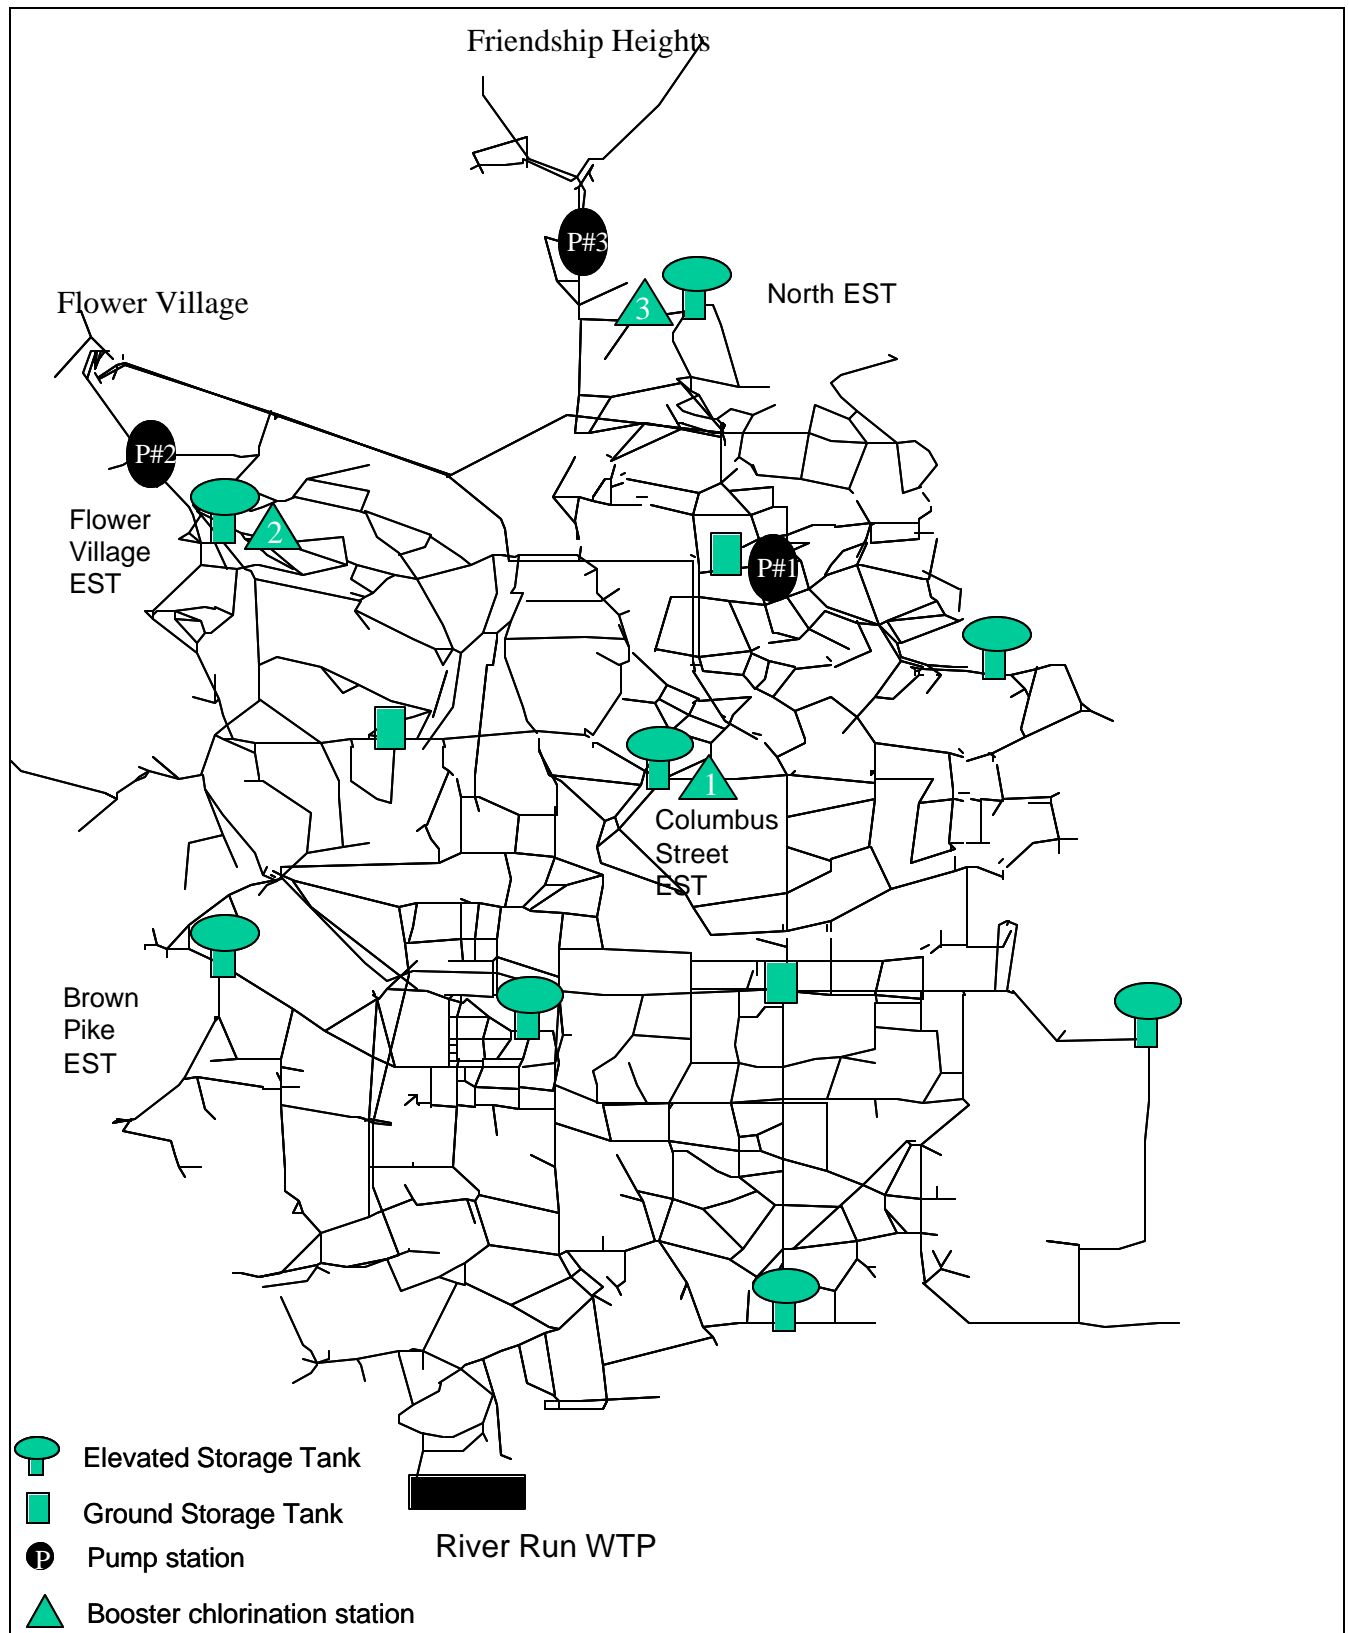 Friendship Heights
P#3
3
North EST
Flower Village
P#2
Flower
Village
EST
2
P#1
1
Columbus
Street
EST
Brown
Pike
EST
Elevated Storage Tank
Ground Storage Tank
P
Pump station
Booster chlorination station
River Run WTP